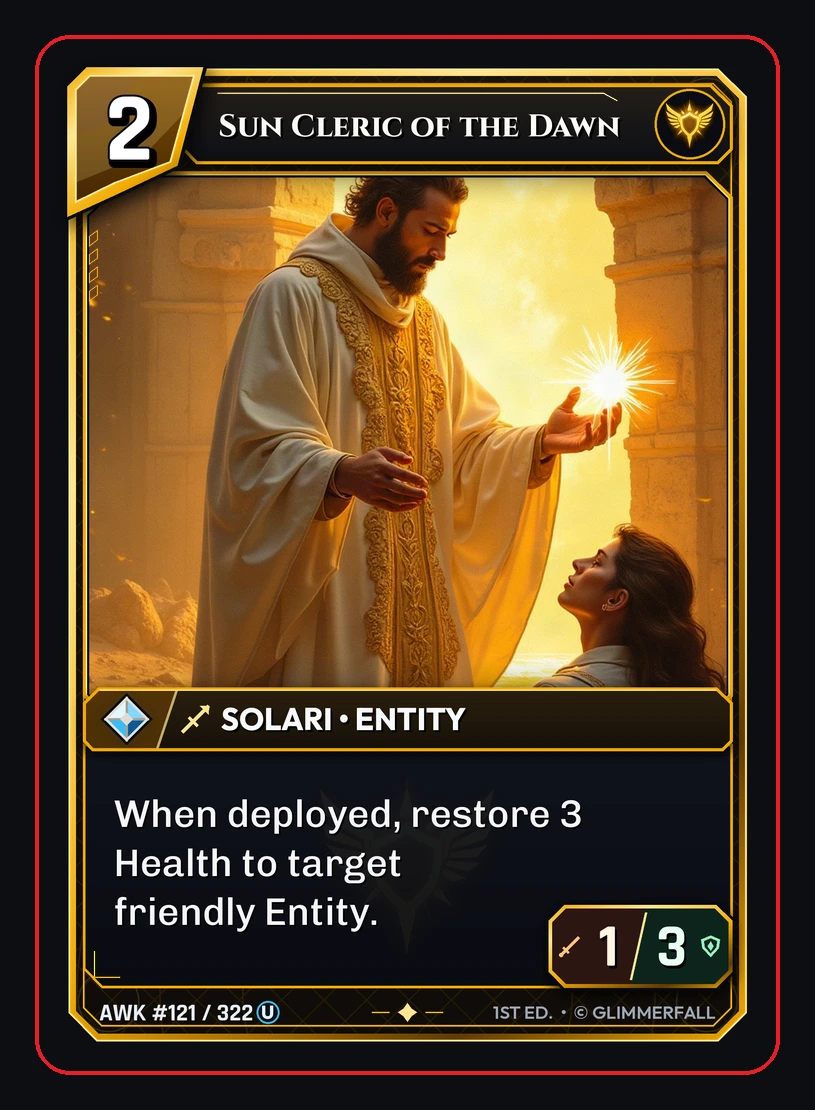 2
SUN CLERIC OF THE DAWN
SOLARI • ENTITY
When deployed, restore 3
Health to target
friendly Entity.
1 / 3
AWK #121 / 322 U
1ST ED. • © GLIMMERFALL